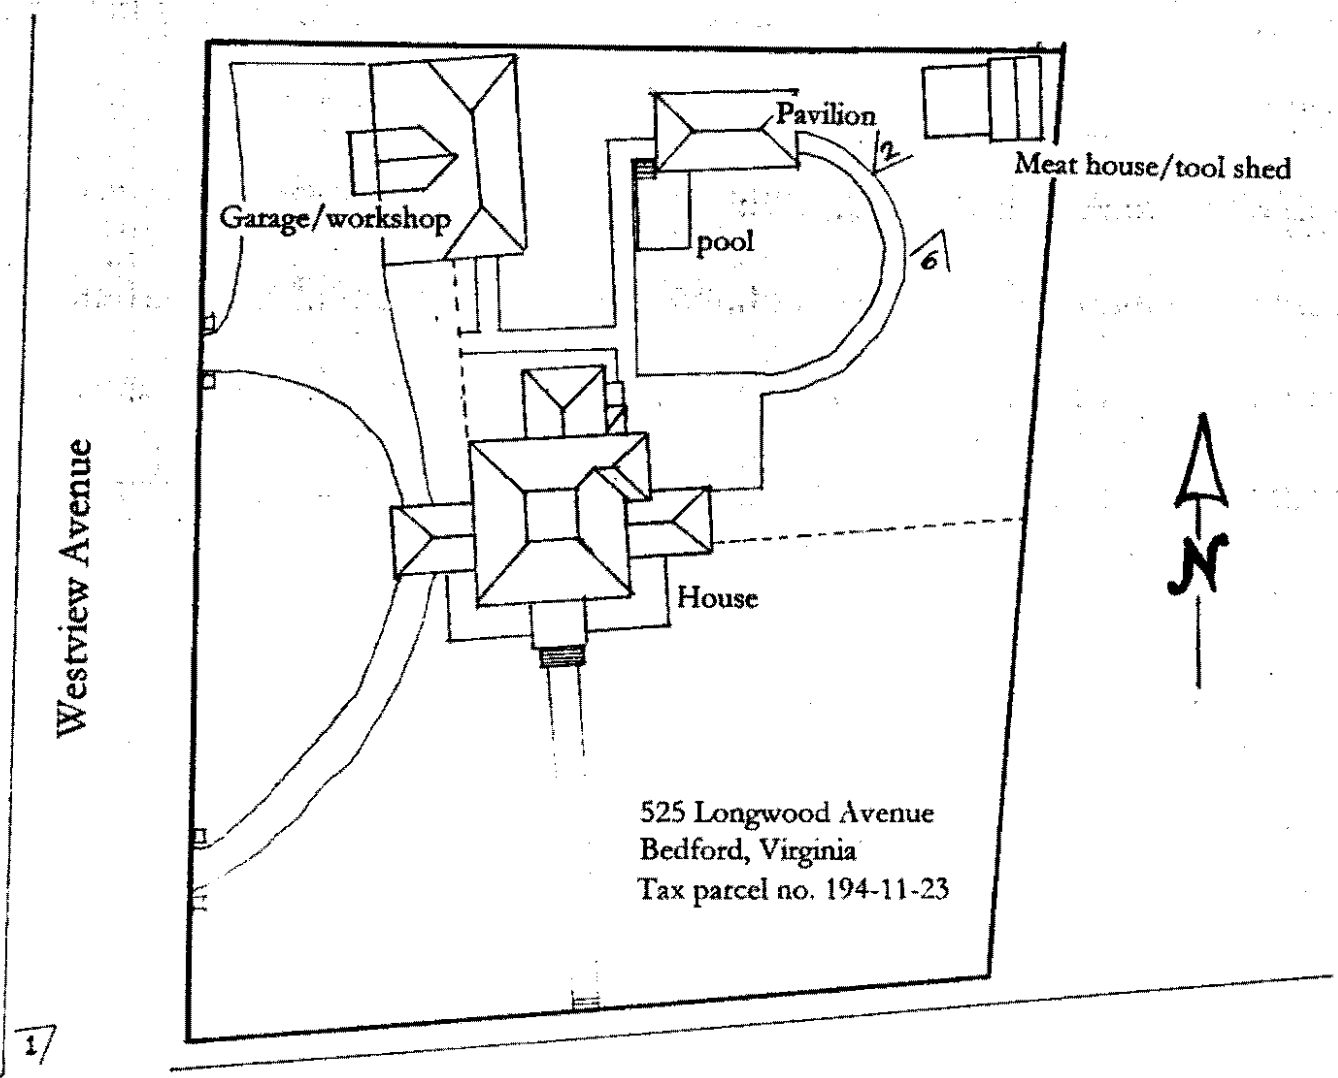 Pavilion
2
Meat house/tool shed
Garage/workshop
pool
6
Westview Avenue
N
House
525 Longwood Avenue
Bedford, Virginia
Tax parcel no. 194-11-23
1